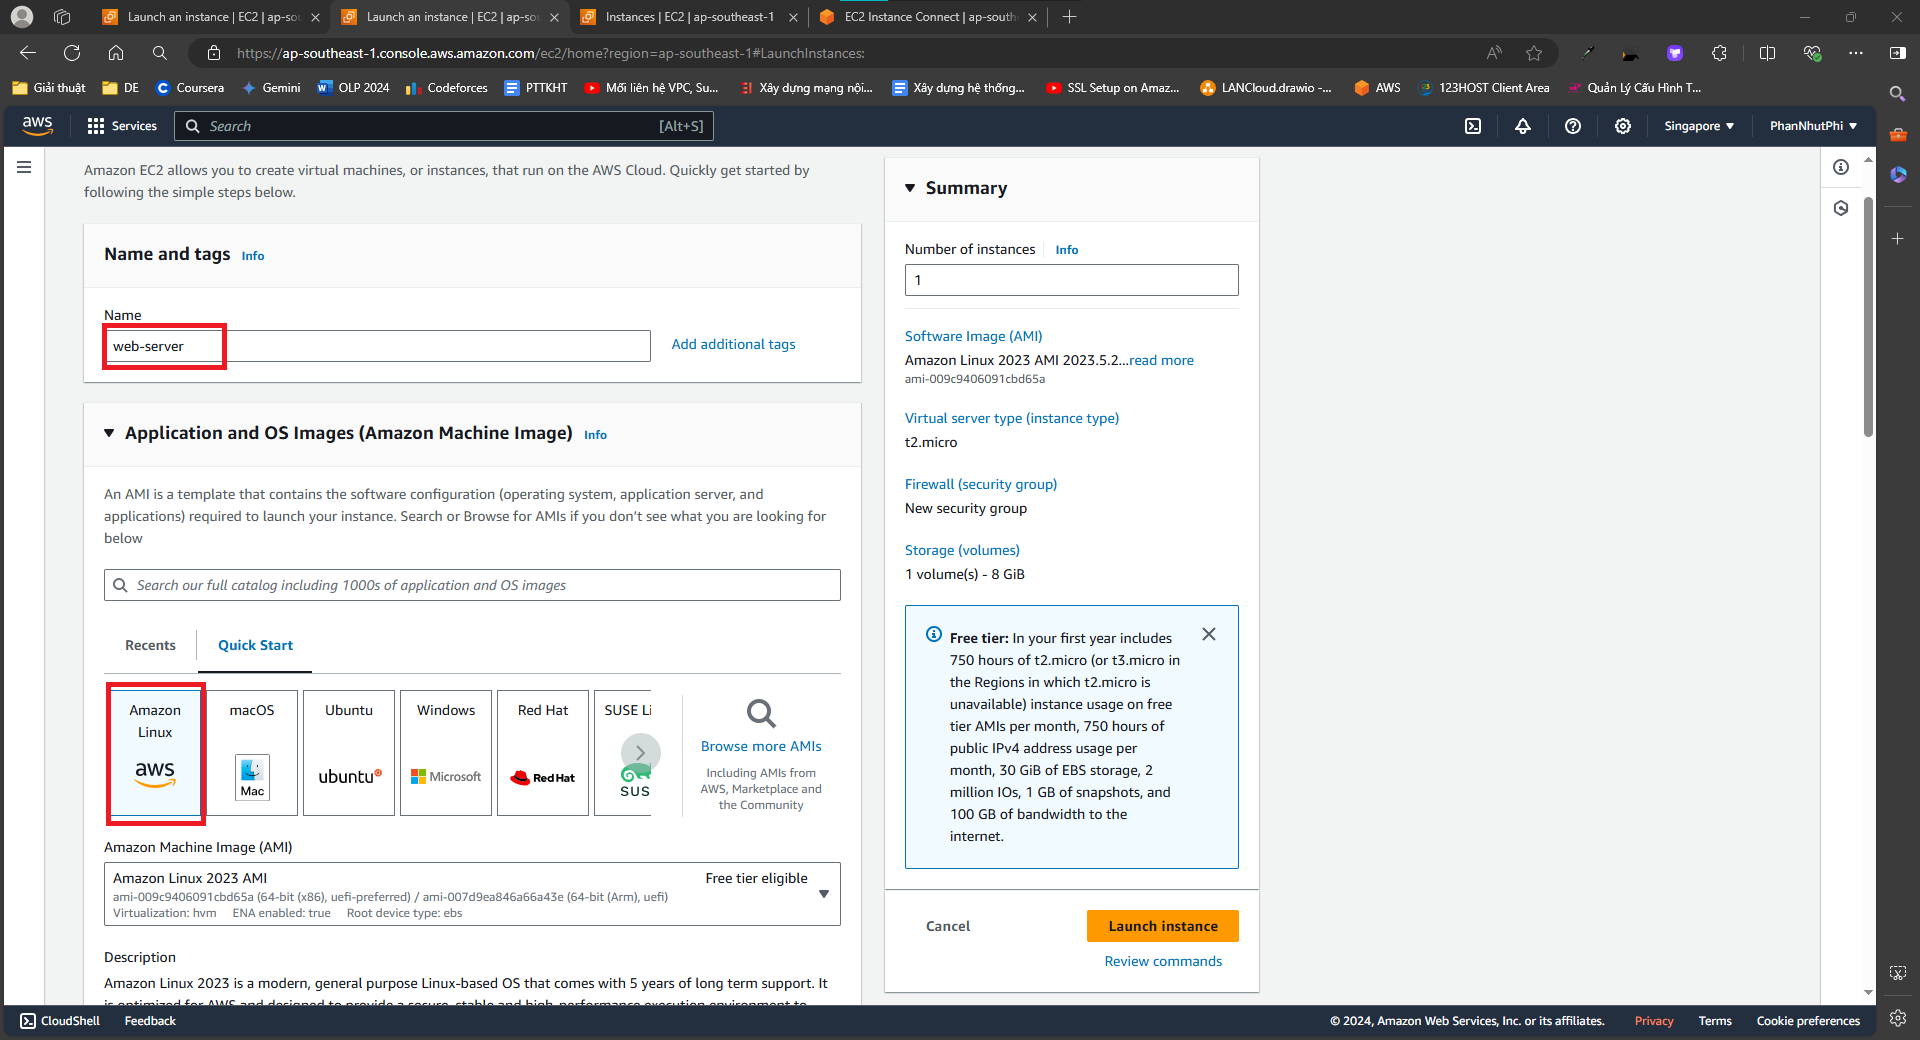 Launch an instance | EC2 | ap-so
Launch an instance | EC2 | ap-so
Instances | EC2 | ap-southeast-1
EC2 Instance Connect | ap-south
https://ap-southeast-1.console.aws.amazon.com/ec2/home?region=ap-southeast-1#LaunchInstances:
Giải thuật
DE
Coursera
Gemini
OLP 2024
Codeforces
PTTKHT
Mối liên hệ VPC, Su...
Xây dựng mạng nội...
Xây dựng hệ thống...
SSL Setup on Amaz...
LANCloud.drawio -...
AWS
123HOST Client Area
Quản Lý Cấu Hình T...
aws
Services
Search
[Alt+S]
Singapore
PhanNhutPhi
Amazon EC2 allows you to create virtual machines, or instances, that run on the AWS Cloud. Quickly get started by
following the simple steps below.
Name and tags Info
Name
web-server
Add additional tags
Application and OS Images (Amazon Machine Image) Info
An AMI is a template that contains the software configuration (operating system, application server, and
applications) required to launch your instance. Search or Browse for AMIs if you don’t see what you are looking for
below
Search our full catalog including 1000s of application and OS images
Recents
Quick Start
Amazon
Linux
aws
macOS
Mac
Ubuntu
ubuntu
Windows
Microsoft
Red Hat
RedHat
SUSE Li
SUS
Browse more AMIs
Including AMIs from
AWS, Marketplace and
the Community
Amazon Machine Image (AMI)
Amazon Linux 2023 AMI
Free tier eligible
ami-009c9406091cbd65a (64-bit (x86), uefi-preferred) / ami-007d9ea846a66a43e (64-bit (Arm), uefi)
Virtualization: hvm ENA enabled: true Root device type: ebs
Description
Amazon Linux 2023 is a modern, general purpose Linux-based OS that comes with 5 years of long term support. It
is optimized for AWS and designed to provide a secure, stable and high-performance execution environment to
Summary
Number of instances Info
1
Software Image (AMI)
Amazon Linux 2023 AMI 2023.5.2...read more
ami-009c9406091cbd65a
Virtual server type (instance type)
t2.micro
Firewall (security group)
New security group
Storage (volumes)
1 volume(s) - 8 GiB
Free tier: In your first year includes
750 hours of t2.micro (or t3.micro in
the Regions in which t2.micro is
unavailable) instance usage on free
tier AMIs per month, 750 hours of
public IPv4 address usage per
month, 30 GiB of EBS storage, 2
million IOs, 1 GB of snapshots, and
100 GB of bandwidth to the
internet.
Cancel
Launch instance
Review commands
CloudShell
Feedback
© 2024, Amazon Web Services, Inc. or its affiliates.
Privacy
Terms
Cookie preferences